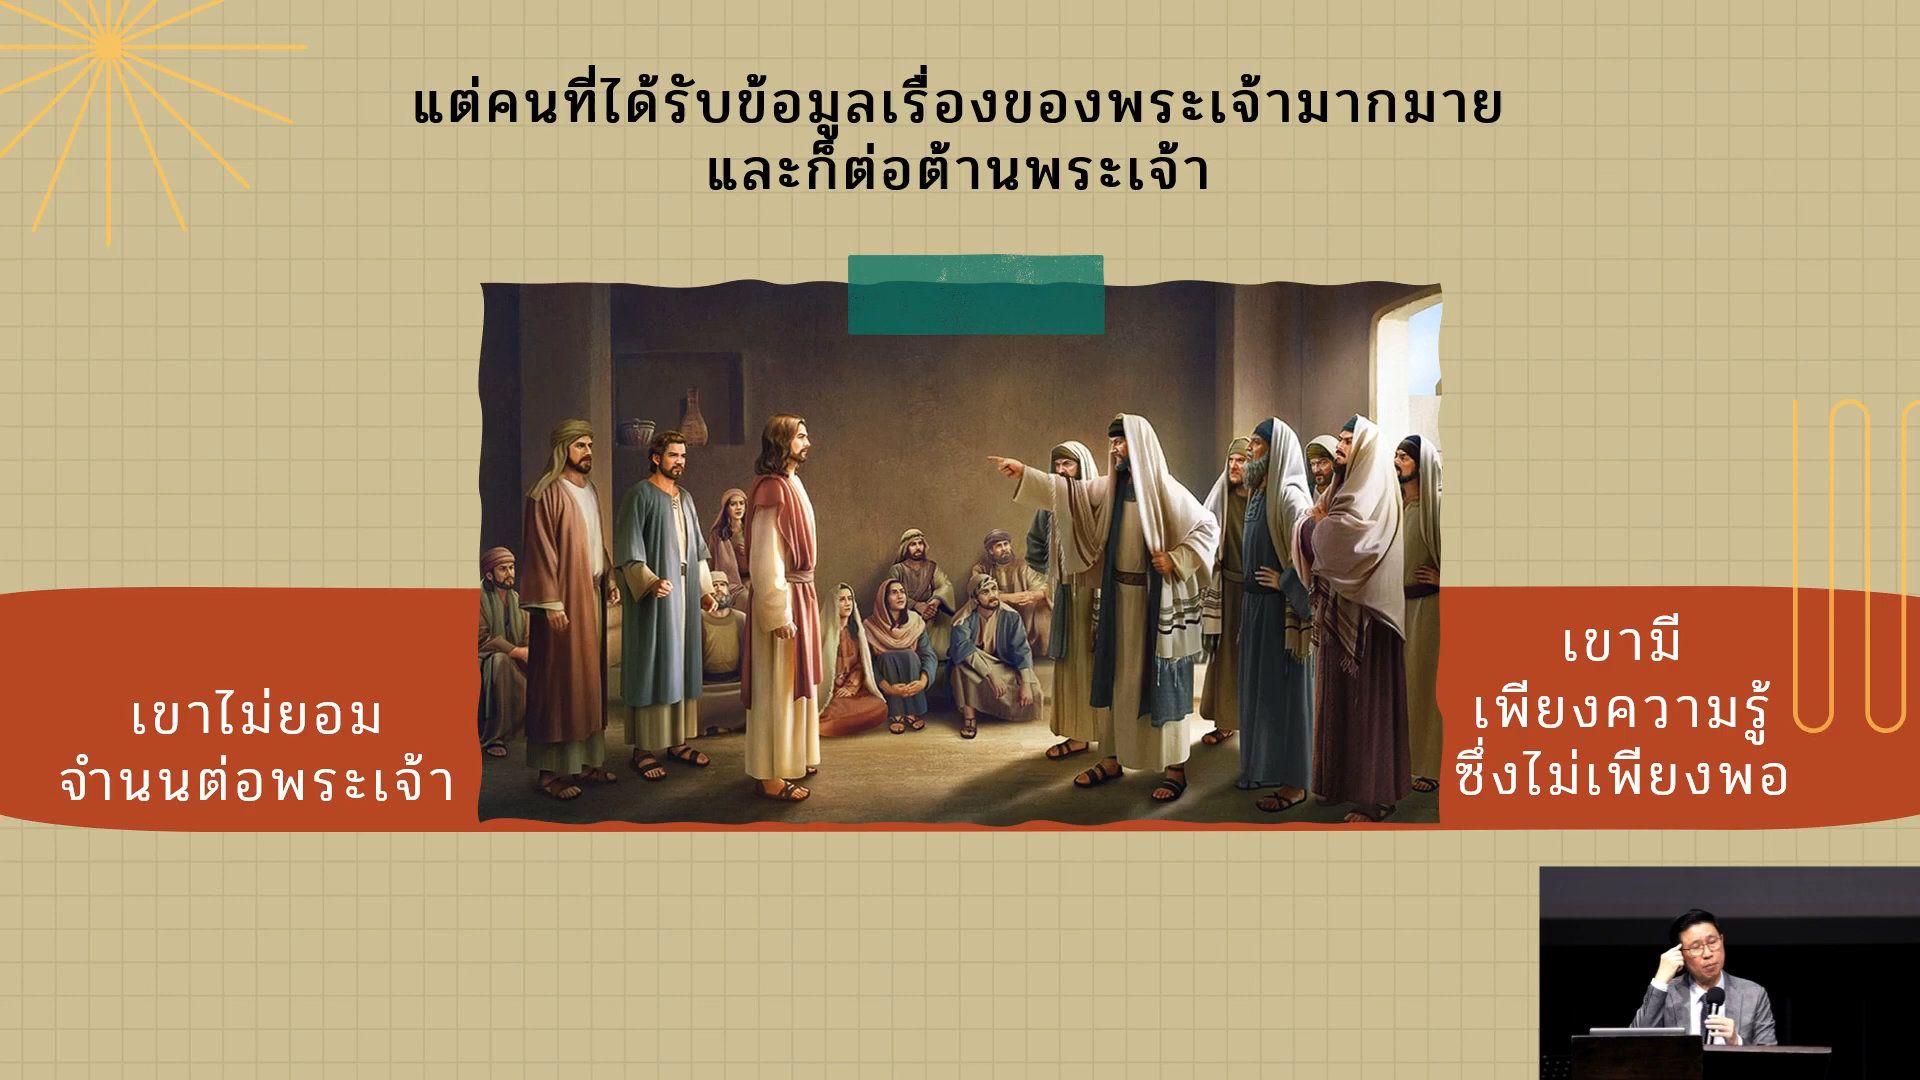 แต่คนที่ได้รับข้อมูลเรื่องของพระเจ้ามากมาย
และก็ต่อต้านพระเจ้า
เขาไม่ยอม
จำนนต่อพระเจ้า
เขามี
เพียงความรู้
ซึ่งไม่เพียงพอ